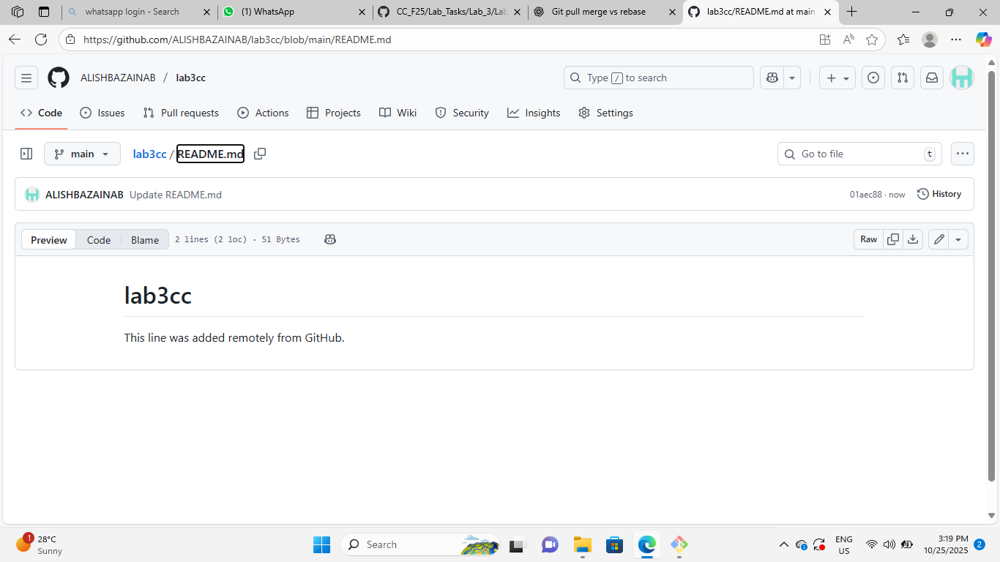 whatsapp login - Search
(1) WhatsApp
CC_F25/Lab_Tasks/Lab_3/Lab
Git pull merge vs rebase
lab3cc/README.md at main
https://github.com/ALISHBAZAINAB/lab3cc/blob/main/README.md
ALISHBAZAINAB / lab3cc
Type / to search
Code
Issues
Pull requests
Actions
Projects
Wiki
Security
Insights
Settings
main
lab3cc / README.md
Go to file
t
ALISHBAZAINAB Update README.md
01aec88 · now
History
Preview
Code
Blame
2 lines (2 loc) · 51 Bytes
Raw
lab3cc
This line was added remotely from GitHub.
1
28°C
Sunny
Search
ENG
US
3:19 PM
10/25/2025
2